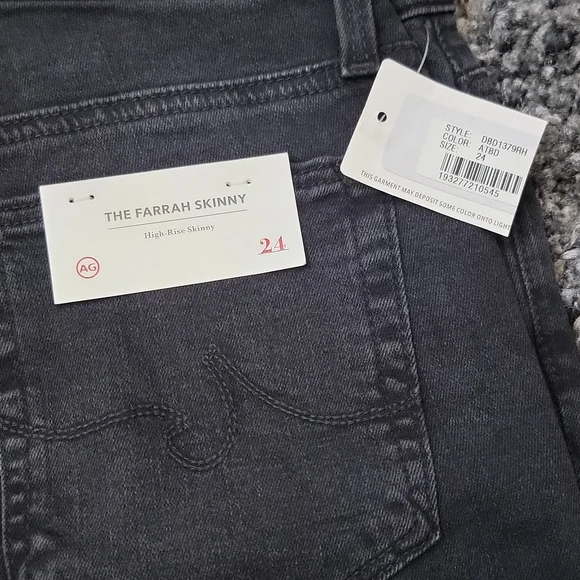 THE FARRAH SKINNY
High-Rise Skinny
AG
24
STYLE: DBD1379RH
COLOR: ATBD
SIZE: 24
193277210545
THIS GARMENT MAY DEPOSIT SOME COLOR ONTO LIGHT